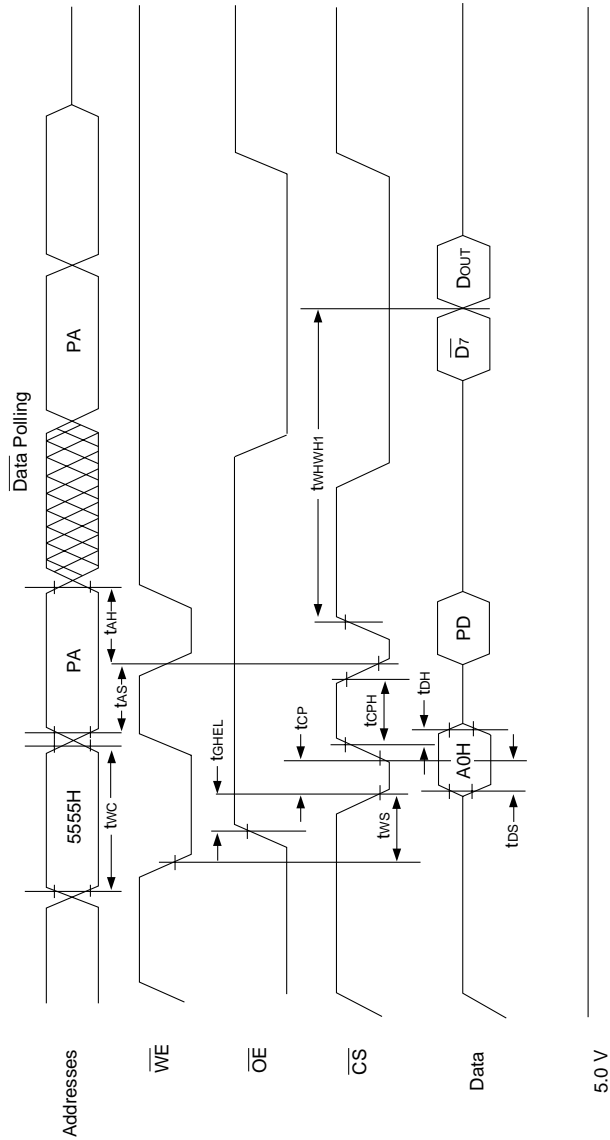 Data Polling
Addresses
5555H
PA
PA
tWC
tAS
tAH
WE
tGHEL
OE
tCP
tWHWH1
CS
tWS
tCPH
tDH
Data
A0H
PD
D7
DOUT
tDS
5.0 V